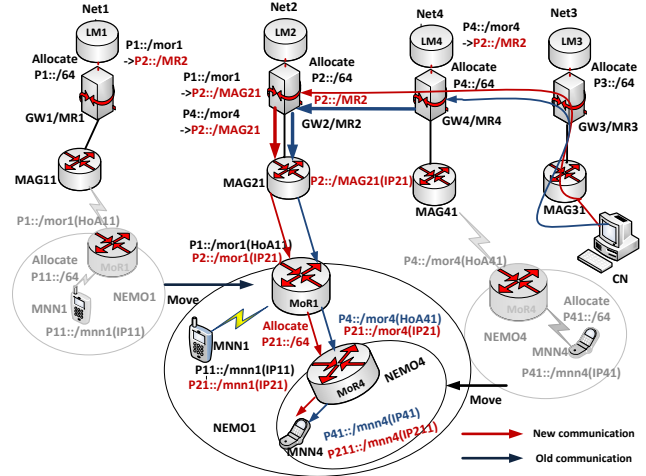 Net1
Net2
Net4
Net3
LM1
P1::/mor1
->P2::/MR2
Allocate
P1::/64
GW1/MR1
LM2
Allocate
P2::/64
P1::/mor1
-> P2::/MAG21
P4::/mor4
->P2::/MAG21
P2::/MR2
GW2/MR2
LM4
P4::/mor4
->P2::/MR2
Allocate
P4::/64
GW4/MR4
LM3
Allocate
P3::/64
GW3/MR3
MAG11
MAG21
P2::/MAG21(IP21)
MAG41
MAG31
CN
P1::/mor1(HoA11)
Allocate
P11::/64
MoR1
MNN1
NEMO1
P11::/mnn1(IP11)
Move
P1::/mor1(HoA11)
P2::/mor1(IP21)
MoR1
MNN1
Allocate
P21::/64
P4::/mor4(HoA41)
P21::/mor4(IP21)
P11::/mnn1(IP11)
P21::/mnn1(IP21)
MoR4
NEMO4
NEMO1
MNN4
P41::/mnn4(IP41)
P211::/mnn4(IP211)
P4::/mor4(HoA41)
Allocate
P41::/64
MoR4
NEMO4
MNN4
P41::/mnn4(IP41)
Move
New communication
Old communication